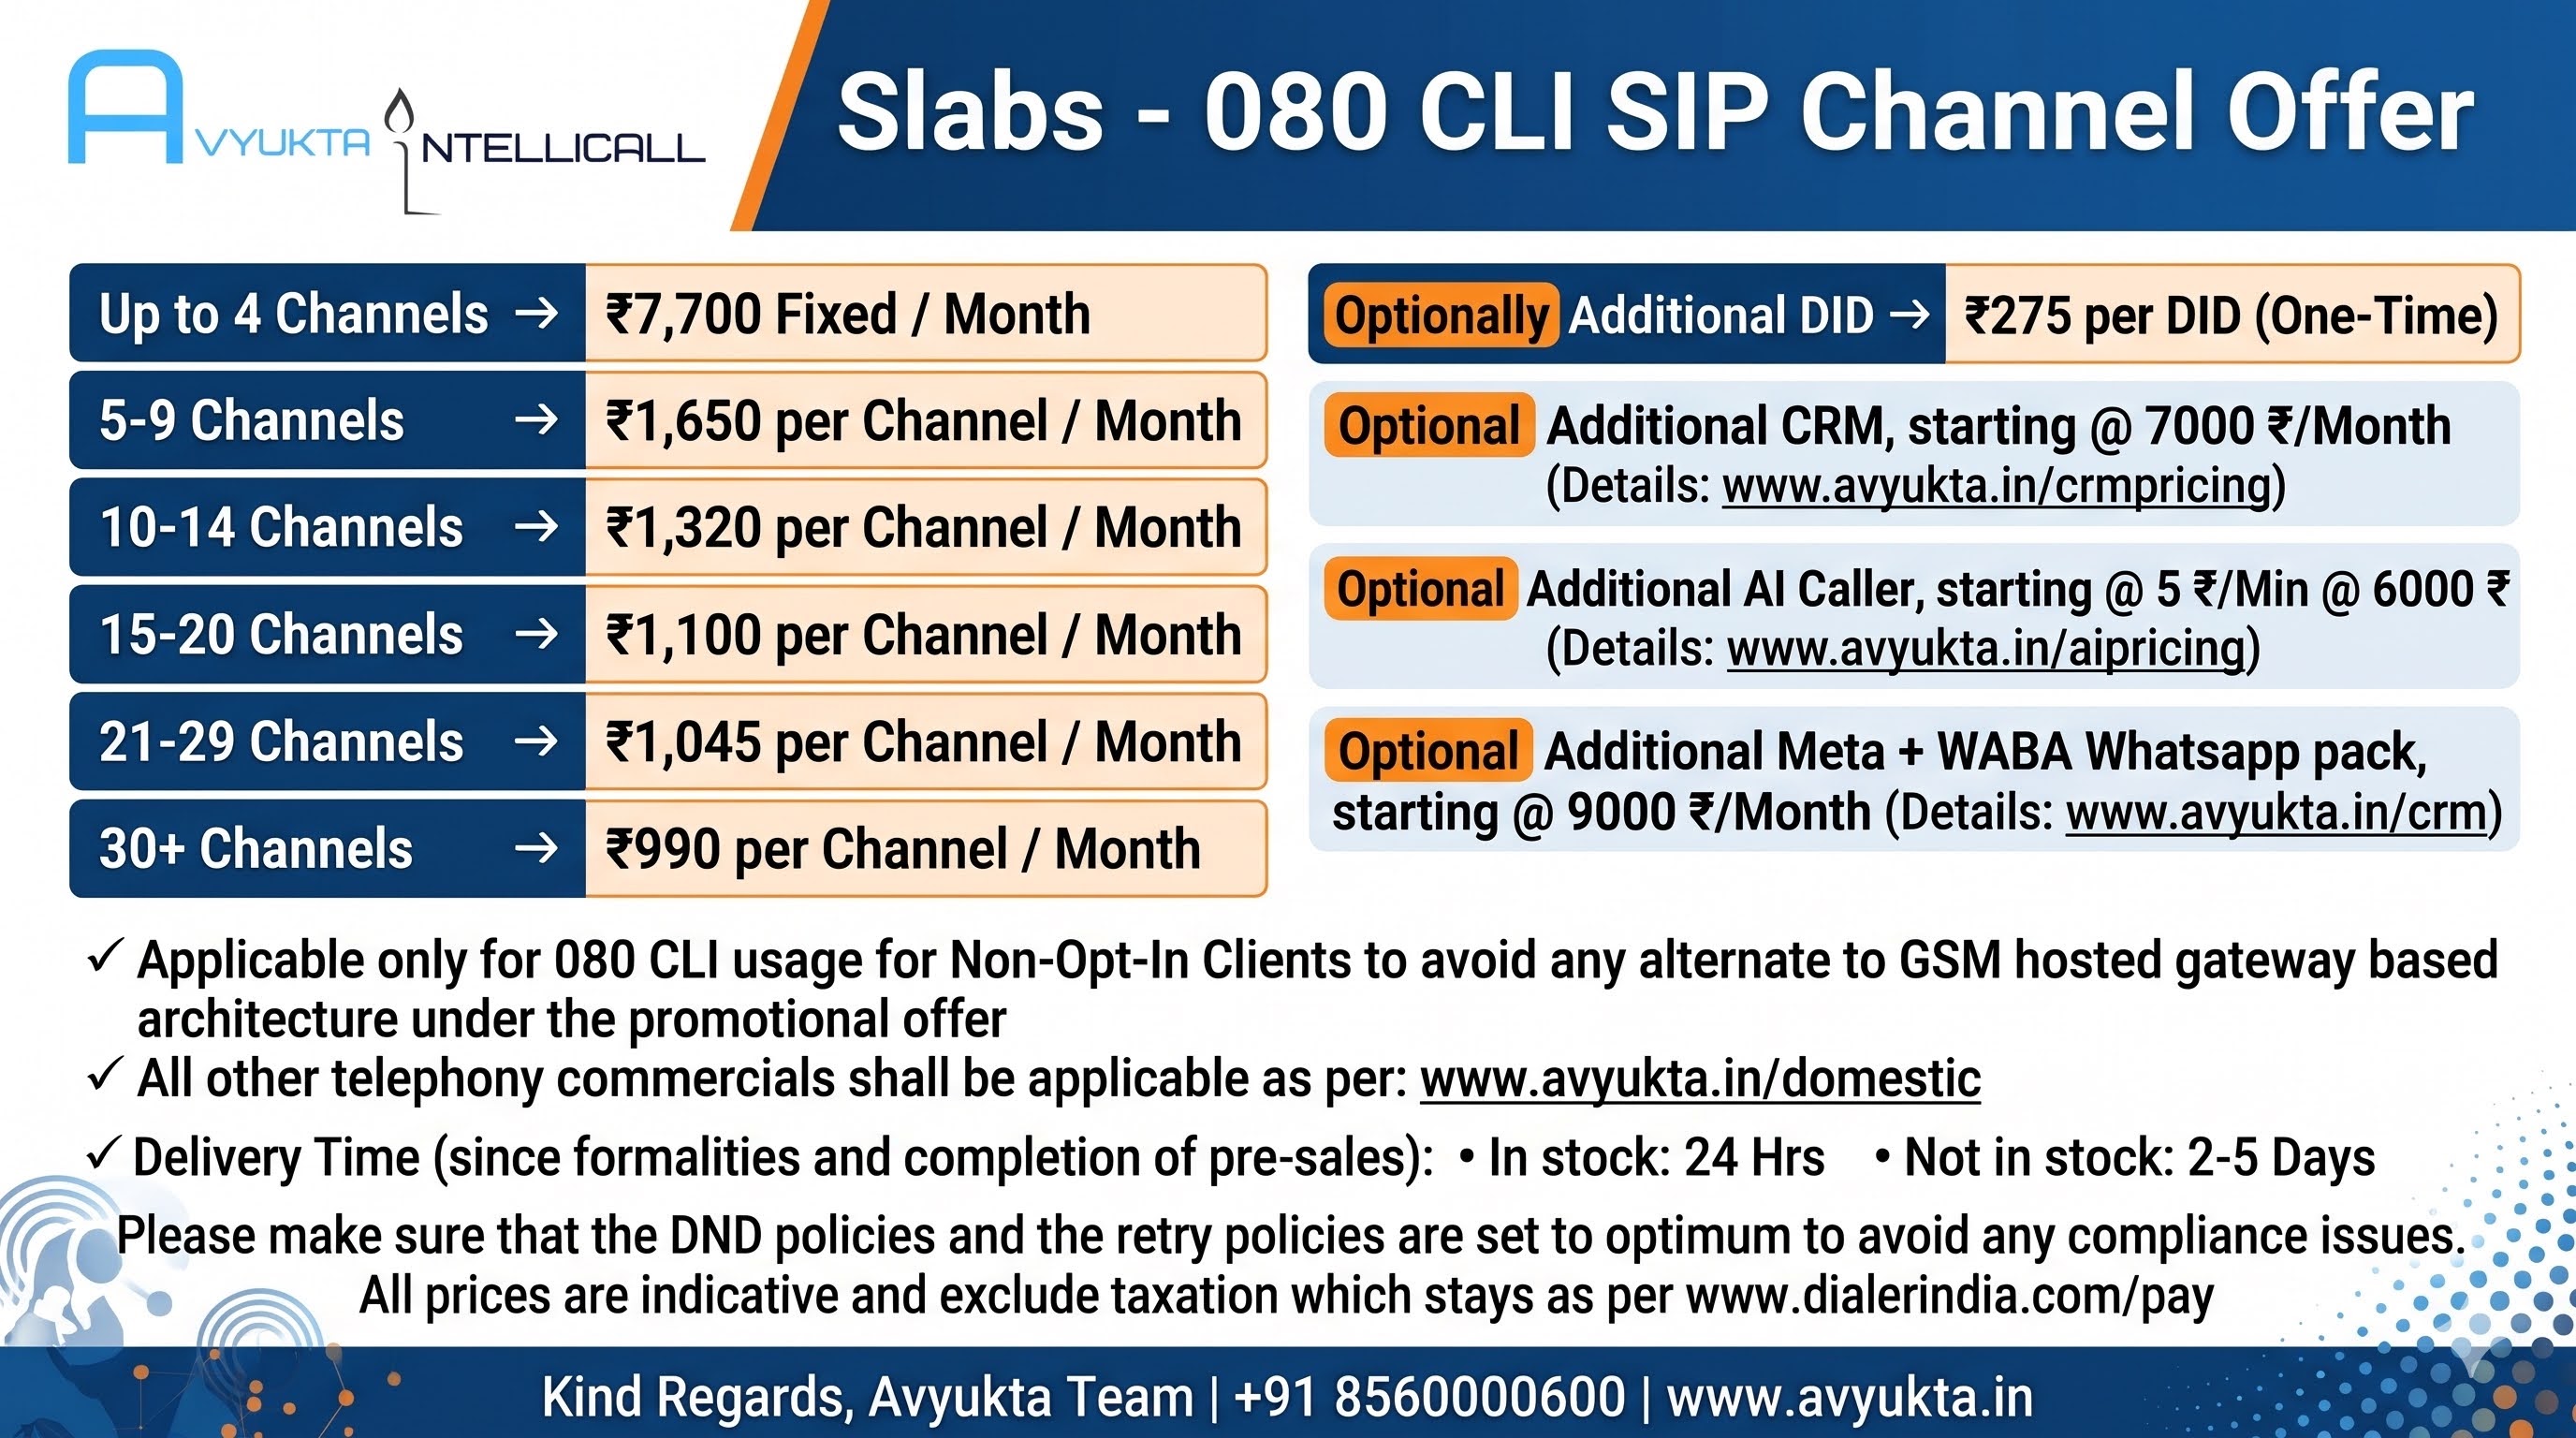 AVYUKTA INTELLICALL
Slabs - 080 CLI SIP Channel Offer
Up to 4 Channels → ₹7,700 Fixed / Month
5-9 Channels → ₹1,650 per Channel / Month
10-14 Channels → ₹1,320 per Channel / Month
15-20 Channels → ₹1,100 per Channel / Month
21-29 Channels → ₹1,045 per Channel / Month
30+ Channels → ₹990 per Channel / Month
Optionally Additional DID → ₹275 per DID (One-Time)
Optional Additional CRM, starting @ 7000 ₹/Month
(Details: www.avyukta.in/crmpricing)
Optional Additional AI Caller, starting @ 5 ₹/Min @ 6000 ₹
(Details: www.avyukta.in/aipricing)
Optional Additional Meta + WABA Whatsapp pack,
starting @ 9000 ₹/Month (Details: www.avyukta.in/crm)
✓ Applicable only for 080 CLI usage for Non-Opt-In Clients to avoid any alternate to GSM hosted gateway based
architecture under the promotional offer
✓ All other telephony commercials shall be applicable as per: www.avyukta.in/domestic
✓ Delivery Time (since formalities and completion of pre-sales): • In stock: 24 Hrs • Not in stock: 2-5 Days
Please make sure that the DND policies and the retry policies are set to optimum to avoid any compliance issues.
All prices are indicative and exclude taxation which stays as per www.dialerindia.com/pay
Kind Regards, Avyukta Team | +91 8560000600 | www.avyukta.in